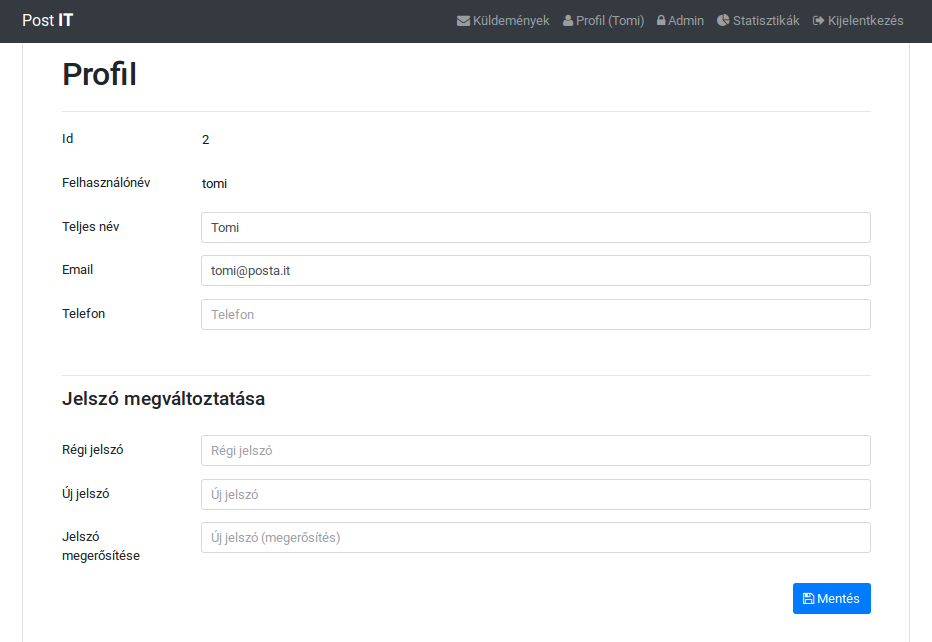 Post IT Küldemények Profil (Tomi) Admin Statisztikák Kijelentkezés
Profil
Id 2
Felhasználónév tomi
Teljes név Tomi
Email tomi@posta.it
Telefon Telefon
Jelszó megváltoztatása
Régi jelszó Régi jelszó
Új jelszó Új jelszó
Jelszó megerősítése Új jelszó (megerősítés)
Mentés